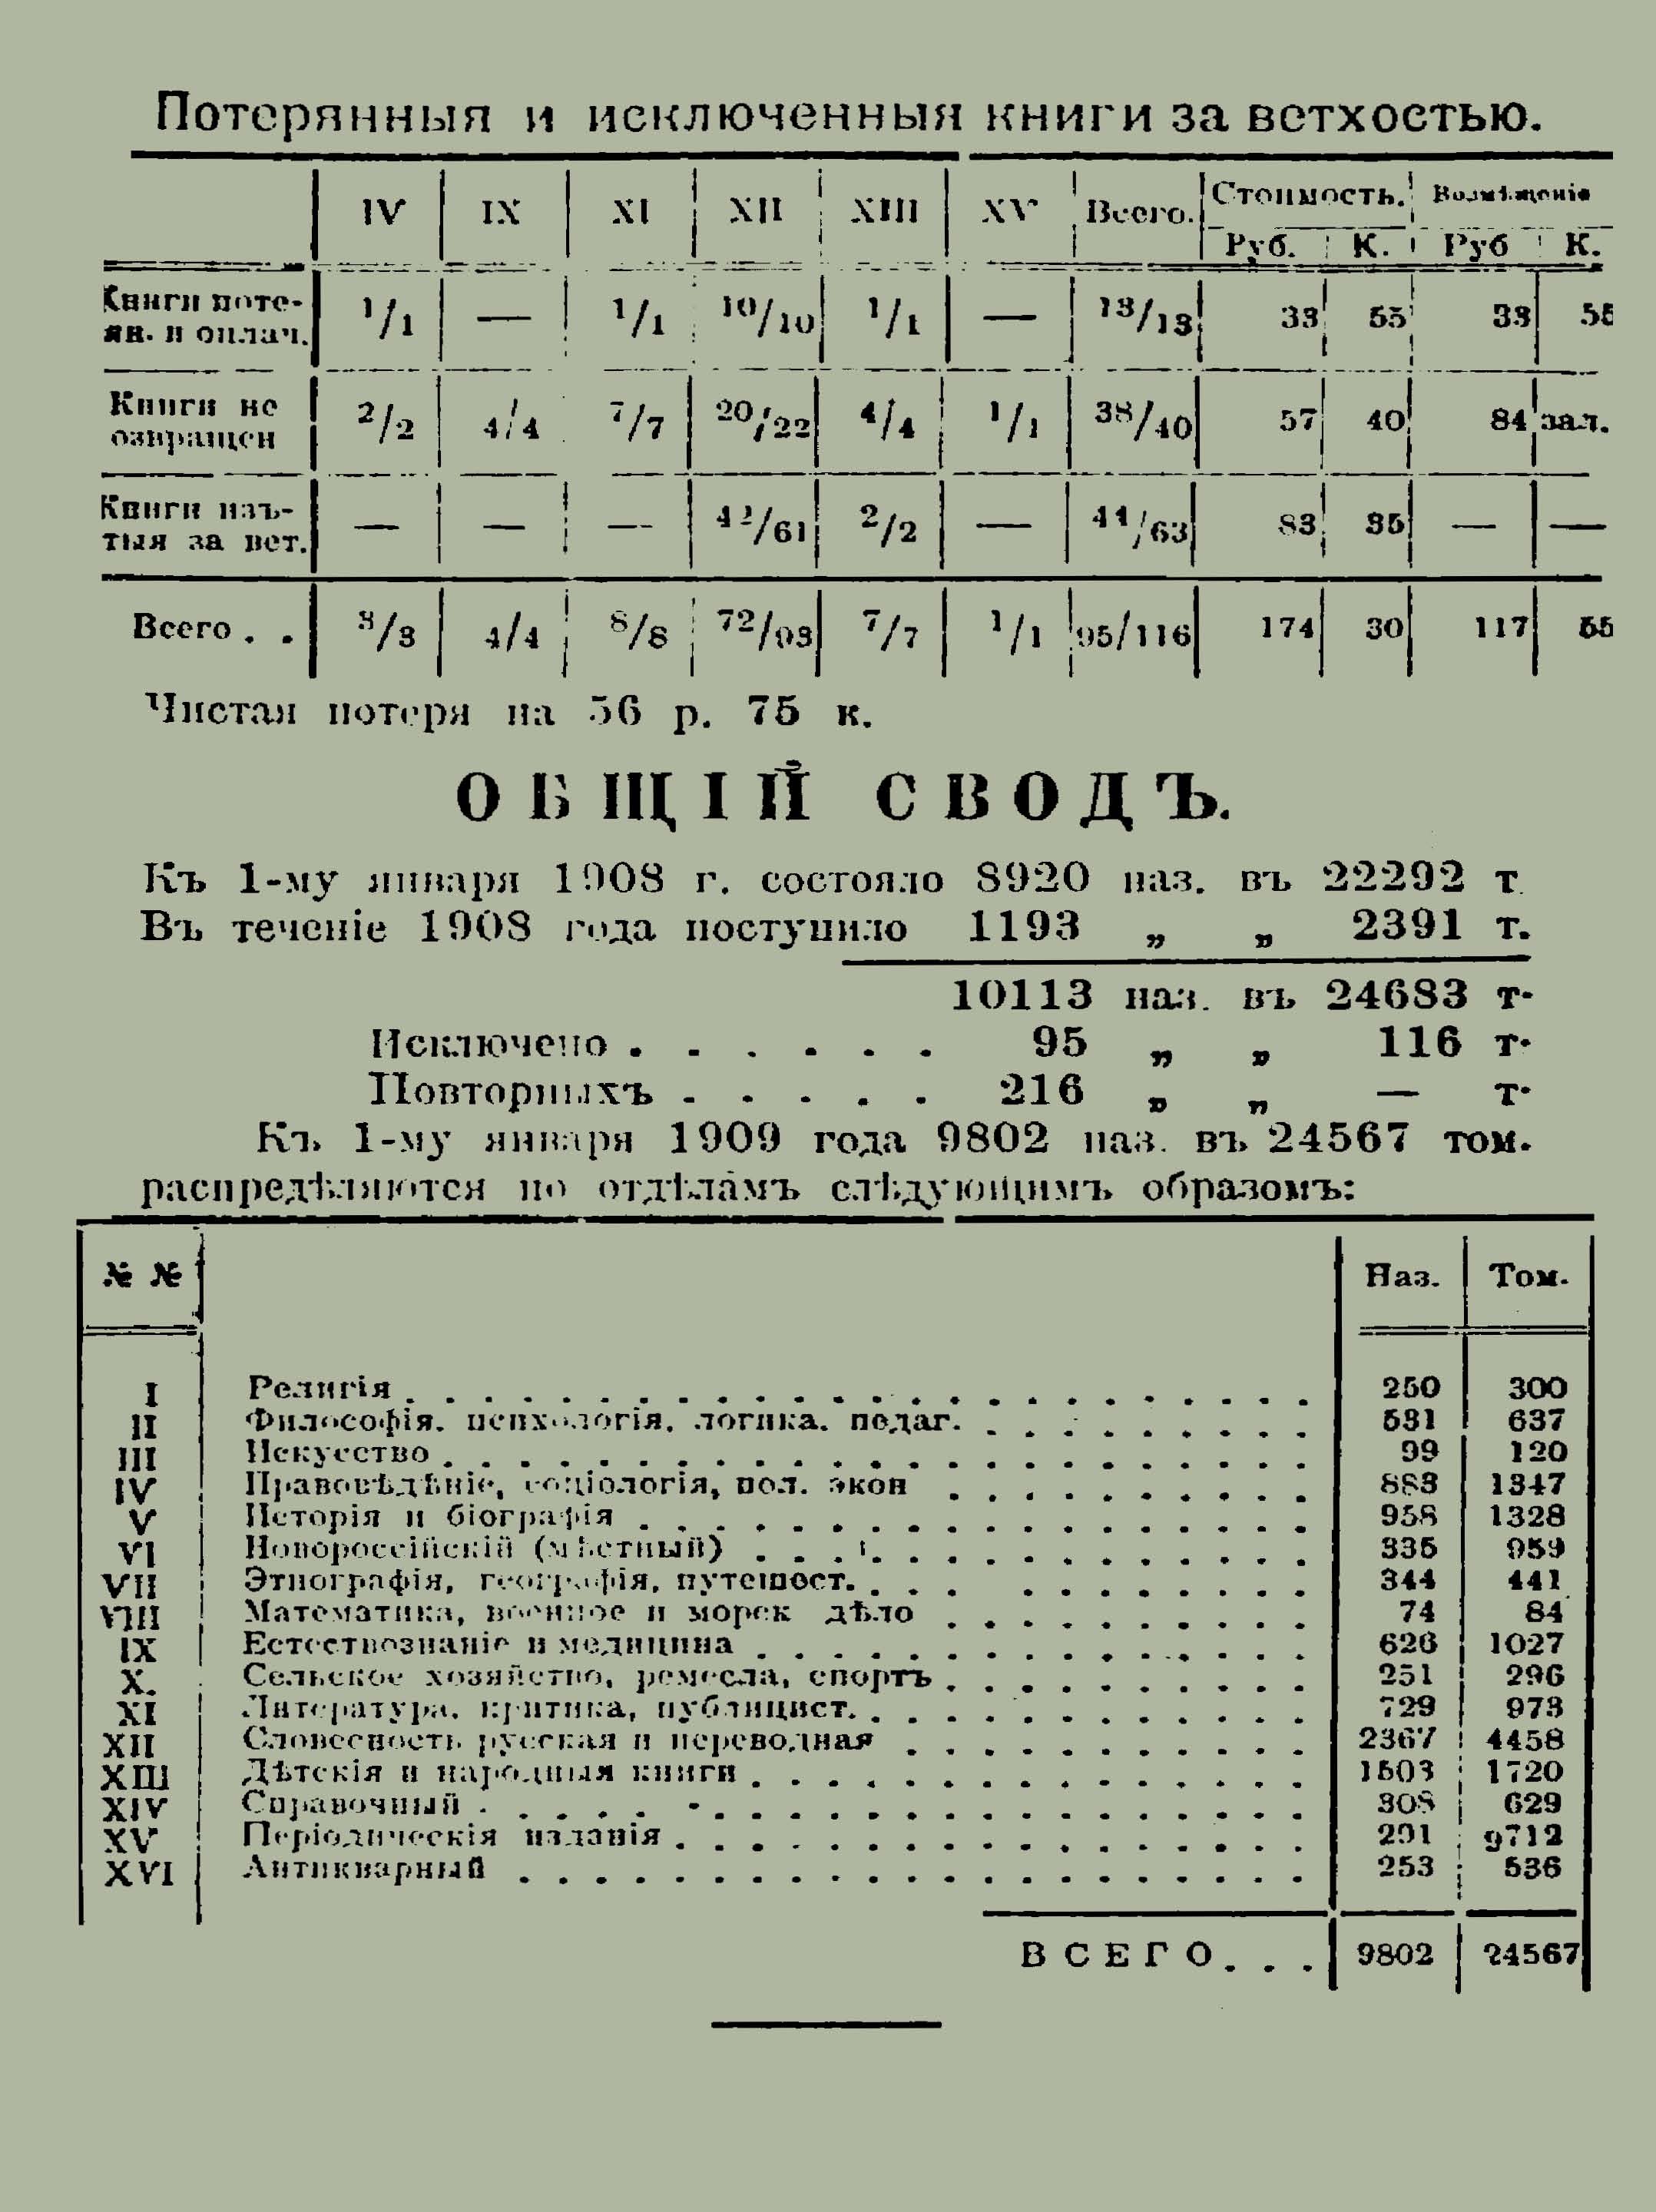 Потерянныя и исключенныя книги за ветхостью.
IV IX XI XII XIII XV Всего. Стоимость. Возмѣщеніе
Руб. К. Руб К.
Книги поте-
ян. и оплач. 1/1 — 1/1 10/10 1/1 — 13/13 33 55 33 55
Книги не
озвращен 2/2 4/4 7/7 20/22 4/4 1/1 38/40 57 40 84 зал.
Книги изъ-
тыя за вет. — — — 42/61 2/2 — 44/63 83 35 — —
Всего . . 3/3 4/4 8/8 72/93 7/7 1/1 95/116 174 30 117 55
Чистая потеря на 56 р. 75 к.
ОБЩІЙ СВОДЪ.
Къ 1-му января 1908 г. состояло 8920 наз. въ 22292 т.
Въ теченіе 1908 года поступило 1193 „ „ 2391 т.
10113 наз. въ 24683 т.
Исключено . . . . . . 95 „ „ 116 т.
Повторныхъ . . . . . 216 „ „ — т.
Къ 1-му января 1909 года 9802 наз. въ 24567 том.
распредѣляются по отдѣламъ слѣдующимъ образомъ:
№ № Наз. Том.
I Религія . . . . . 250 300
II Философія, психологія, логика, педаг. . . . . . 531 637
III Искусство . . . . . 99 120
IV Правовѣдѣніе, соціологія, пол. экон . . . . . 883 1347
V Исторія и біографія . . . . . 958 1328
VI Новороссійскій (мѣстный) . . . . . 335 959
VII Этнографія, географія, путешест. . . . . . 344 441
VIII Математика, военное и морск дѣло . . . . . 74 84
IX Естествознаніе и медицина . . . . . 626 1027
X. Сельское хозяйство, ремесла, спортъ . . . . . 251 296
XI Литература, критика, публицист. . . . . . 729 973
XII Словесность русская и переводная . . . . . 2367 4458
XIII Дѣтскія и народныя книги . . . . . 1503 1720
XIV Справочный . . . . . 308 629
XV Періодическія изданія . . . . . 291 9712
XVI Антикварный . . . . . 253 536
ВСЕГО. . . 9802 24567